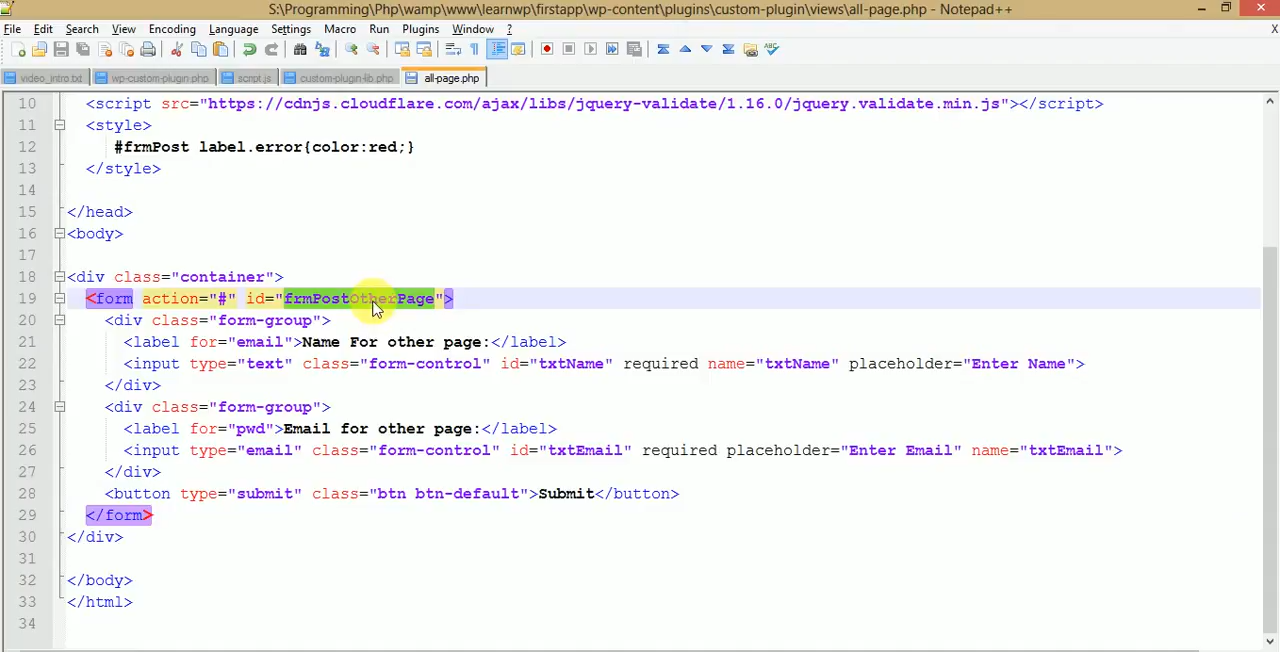 S:\Programming\Php\wamp\www\learnwp\firstapp\wp-content\plugins\custom-plugin\views\all-page.php - Notepad++
File Edit Search View Encoding Language Settings Macro Run Plugins Window ? X
video_intro.txt wp-custom-plugin.php script.js custom-plugin-lib.php all-page.php
10 <script src="https://cdnjs.cloudflare.com/ajax/libs/jquery-validate/1.16.0/jquery.validate.min.js"></script>
11 <style>
12 #frmPost label.error{color:red;}
13 </style>
14
15 </head>
16 <body>
17
18 <div class="container">
19 <form action="#" id="frmPostOtherPage">
20 <div class="form-group">
21 <label for="email">Name For other page:</label>
22 <input type="text" class="form-control" id="txtName" required name="txtName" placeholder="Enter Name">
23 </div>
24 <div class="form-group">
25 <label for="pwd">Email for other page:</label>
26 <input type="email" class="form-control" id="txtEmail" required placeholder="Enter Email" name="txtEmail">
27 </div>
28 <button type="submit" class="btn btn-default">Submit</button>
29 </form>
30 </div>
31
32 </body>
33 </html>
34